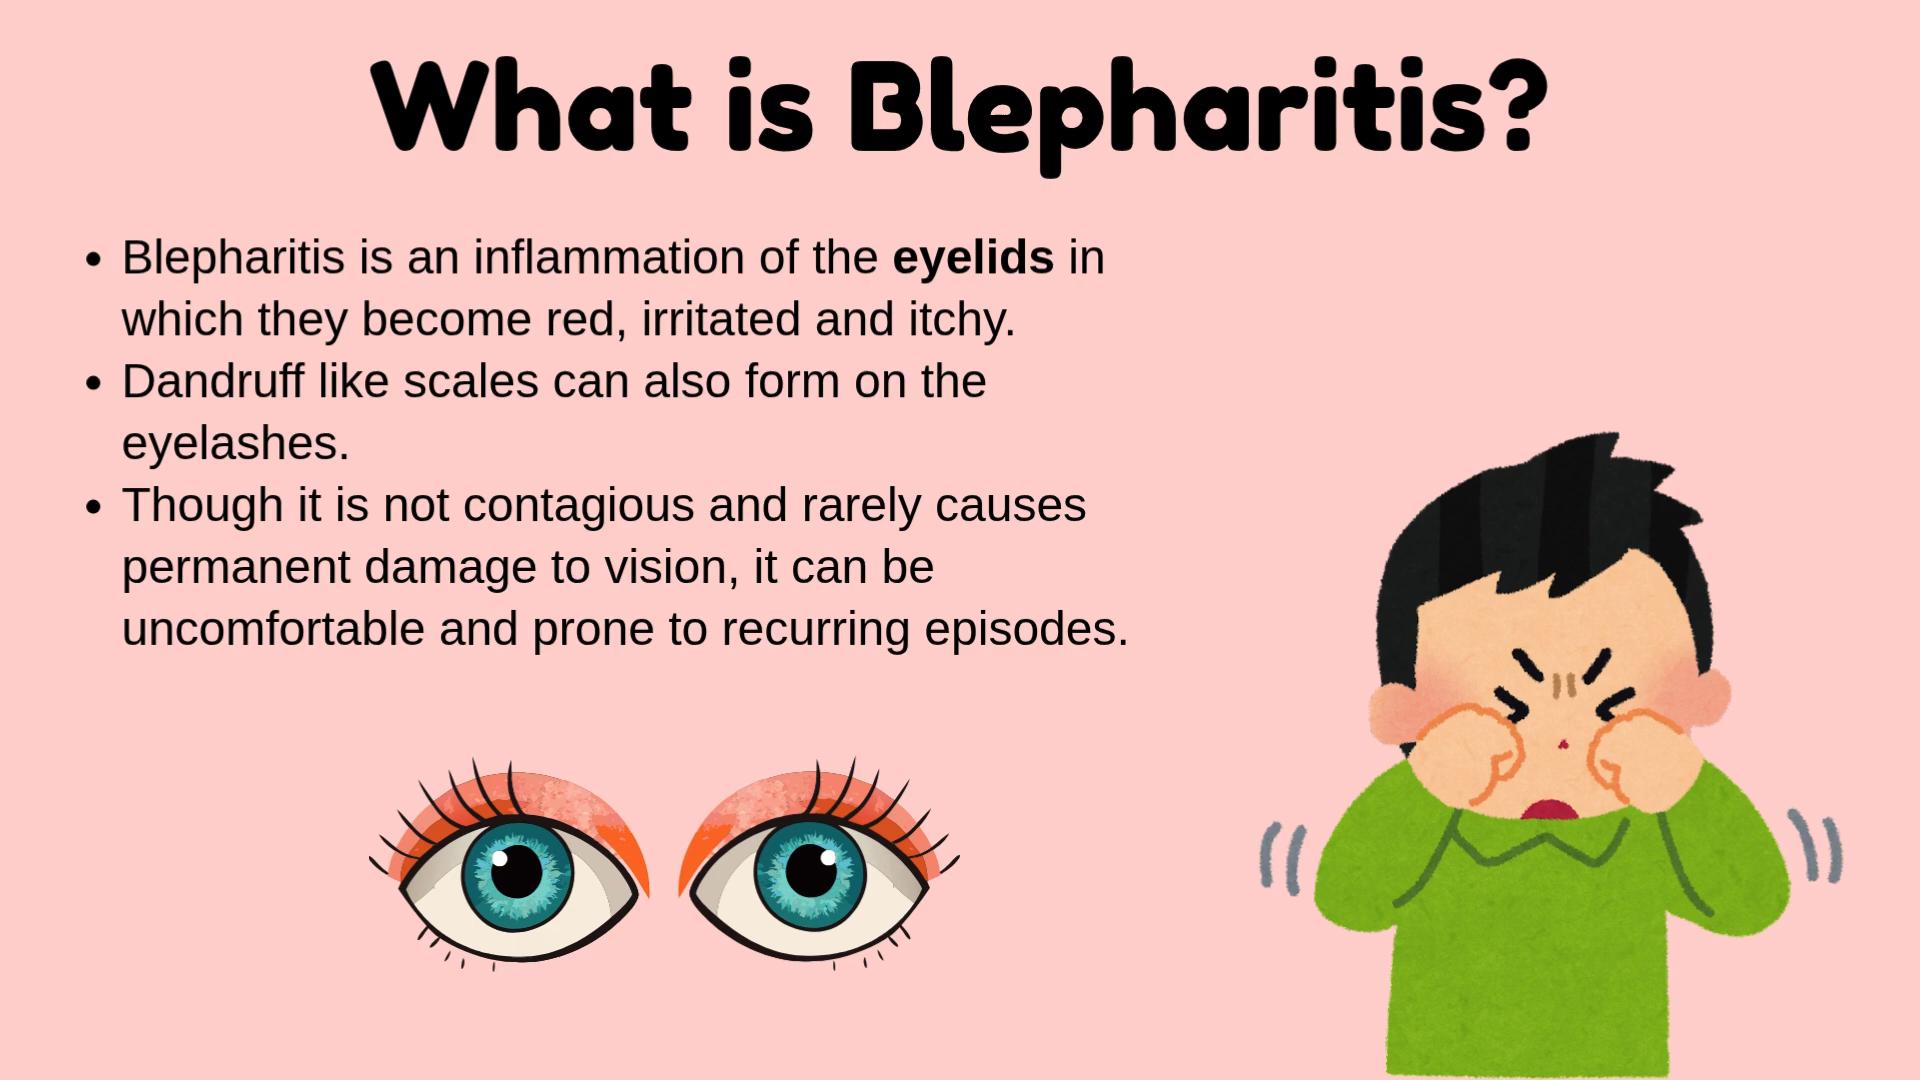 What is Blepharitis?
• Blepharitis is an inflammation of the eyelids in
which they become red, irritated and itchy.
• Dandruff like scales can also form on the
eyelashes.
• Though it is not contagious and rarely causes
permanent damage to vision, it can be
uncomfortable and prone to recurring episodes.